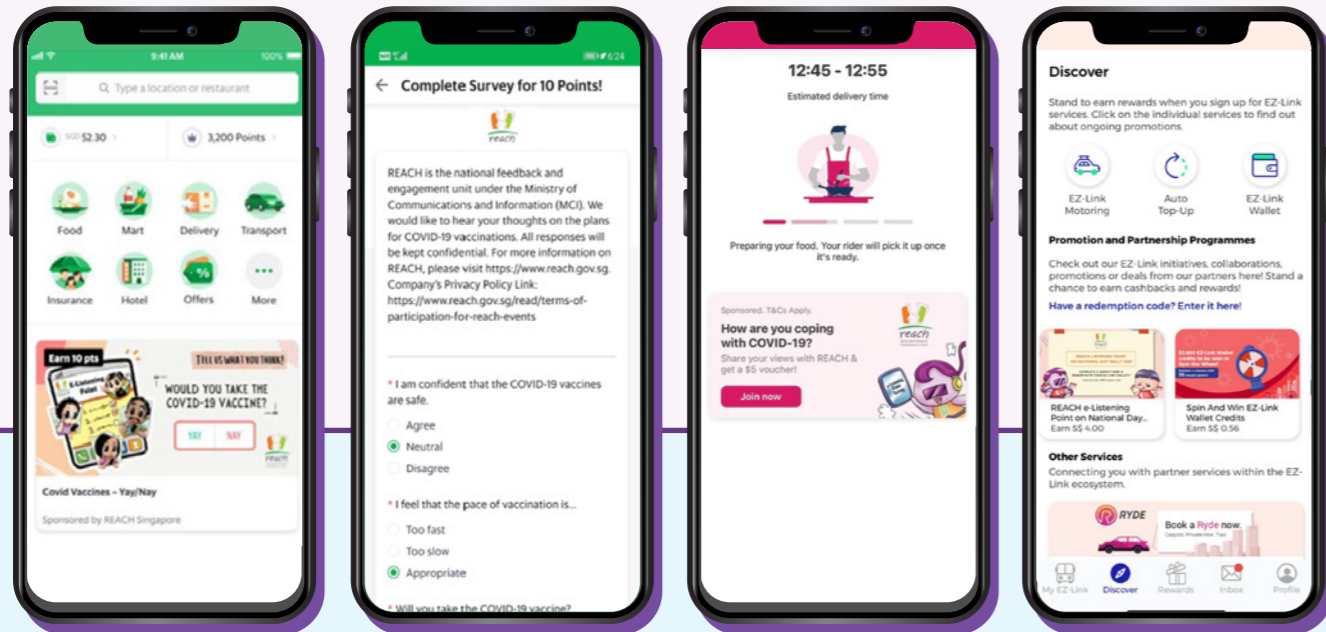 9:41 AM
100%
Type a location or restaurant
SGD 52.30
3,200 Points
Food
Mart
Delivery
Transport
Insurance
Hotel
Offers
More
Earn 10 pts
TELL US WHAT YOU THINK!
E-Listening
Point
WOULD YOU TAKE THE
COVID-19 VACCINE?
YAY
NAY
reach
Covid Vaccines – Yay/Nay
Sponsored by REACH Singapore
6:24
Complete Survey for 10 Points!
reach
REACH is the national feedback and
engagement unit under the Ministry of
Communications and Information (MCI). We
would like to hear your thoughts on the plans
for COVID-19 vaccinations. All responses will
be kept confidential. For more information on
REACH, please visit https://www.reach.gov.sg.
Company's Privacy Policy Link:
https://www.reach.gov.sg/read/terms-of-
participation-for-reach-events
* I am confident that the COVID-19 vaccines
are safe.
Agree
Neutral
Disagree
* I feel that the pace of vaccination is...
Too fast
Too slow
Appropriate
* Will you take the COVID-19 vaccine?
12:45 - 12:55
Estimated delivery time
Preparing your food. Your rider will pick it up once
it's ready.
Sponsored. T&Cs Apply.
How are you coping
with COVID-19?
Share your views with REACH &
get a $5 voucher!
Join now
reach
Discover
Stand to earn rewards when you sign up for EZ-Link
services. Click on the individual services to find out
about ongoing promotions.
EZ-Link
Motoring
Auto
Top-Up
EZ-Link
Wallet
Promotion and Partnership Programmes
Check out our EZ-Link initiatives, collaborations,
promotions or deals from our partners here! Stand a
chance to earn cashbacks and rewards!
Have a redemption code? Enter it here!
REACH e-Listening
Point on National Day...
Earn S$ 4.00
Spin And Win EZ-Link
Wallet Credits
Earn S$ 0.56
Other Services
Connecting you with partner services within the EZ-
Link ecosystem.
RYDE
Book a Ryde now.
Carpool. Private Hire. Taxi.
My EZ-Link
Discover
Rewards
Inbox
Profile